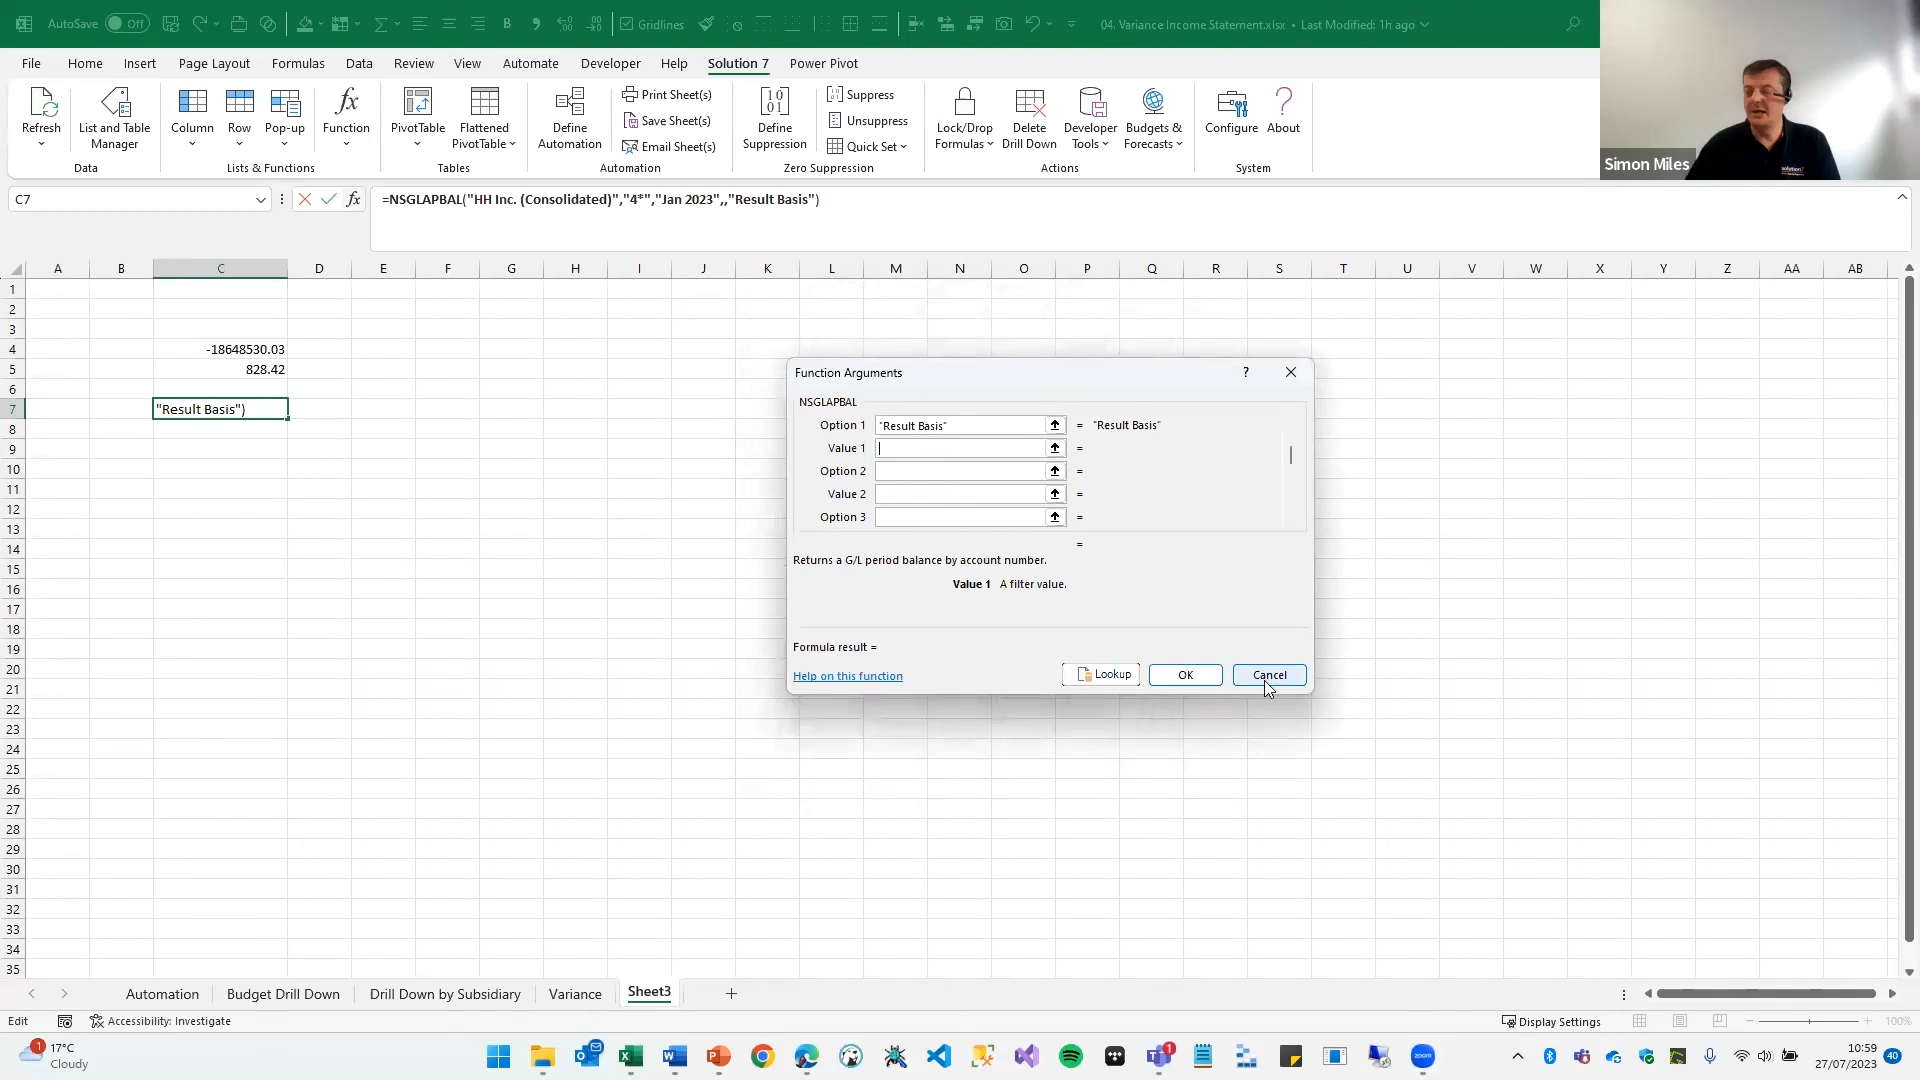 AutoSave Off Gridlines 04. Variance Income Statement.xlsx • Last Modified: 1h ago
File Home Insert Page Layout Formulas Data Review View Automate Developer Help Solution 7 Power Pivot
Refresh
List and Table Manager
Data
Column
Row
Pop-up
Function
Lists & Functions
PivotTable
Flattened PivotTable
Tables
Define Automation
Print Sheet(s)
Save Sheet(s)
Email Sheet(s)
Automation
Define Suppression
Suppress
Unsuppress
Quick Set
Zero Suppression
Lock/Drop Formulas
Delete Drill Down
Developer Tools
Budgets & Forecasts
Actions
Configure
About
System
Simon Miles
C7 fx =NSGLAPBAL("HH Inc. (Consolidated)","4*","Jan 2023",,"Result Basis")
A B C D E F G H I J K L M N O P Q R S T U V W X Y Z AA AB
1
2
3
4 -18648530.03
5 828.42
6
7 "Result Basis")
8
9
10
11
12
13
14
15
16
17
18
19
20
21
22
23
24
25
26
27
28
29
30
31
32
33
34
35
Function Arguments ?
NSGLAPBAL
Option 1 "Result Basis" = "Result Basis"
Value 1 =
Option 2 =
Value 2 =
Option 3 =
=
Returns a G/L period balance by account number.
Value 1 A filter value.
Formula result =
Help on this function Lookup OK Cancel
Automation Budget Drill Down Drill Down by Subsidiary Variance Sheet3 +
Edit Accessibility: Investigate Display Settings 100%
1 17°C
Cloudy
1
zoom
10:59
27/07/2023
40